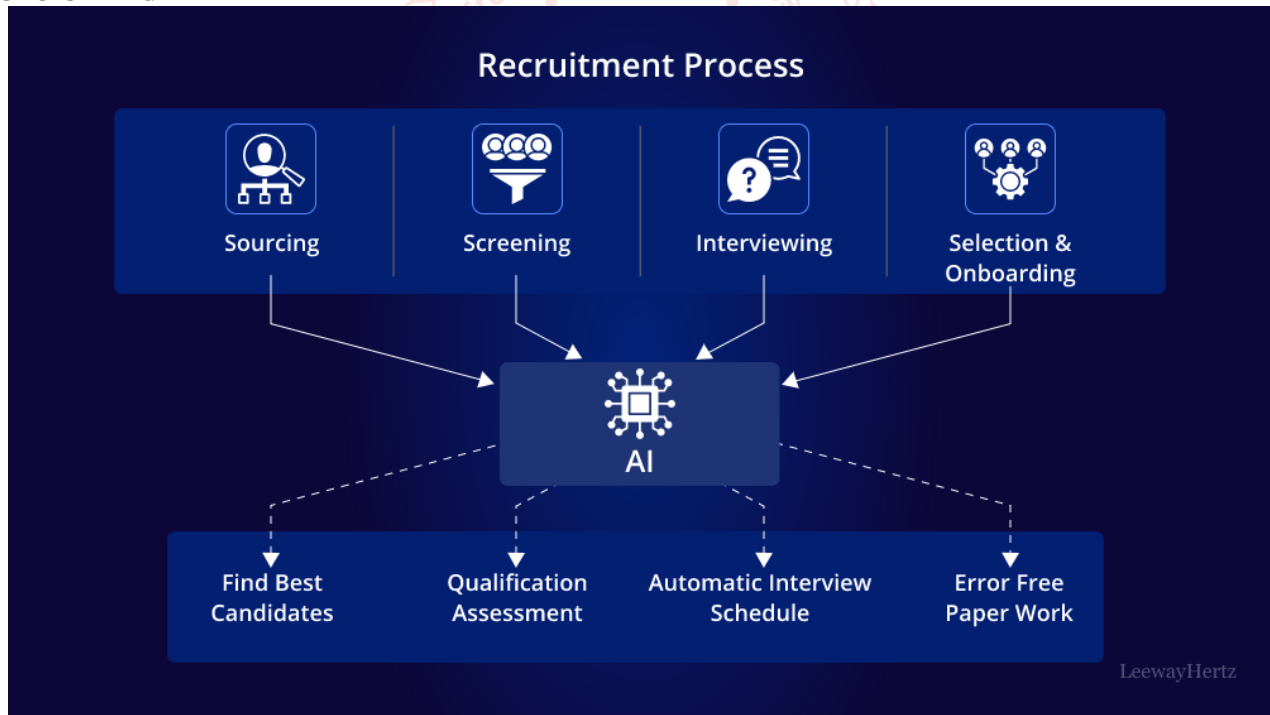 Recruitment Process
Sourcing
Screening
Interviewing
Selection &
Onboarding
?
AI
Find Best
Candidates
Qualification
Assessment
Automatic Interview
Schedule
Error Free
Paper Work
LeewayHertz